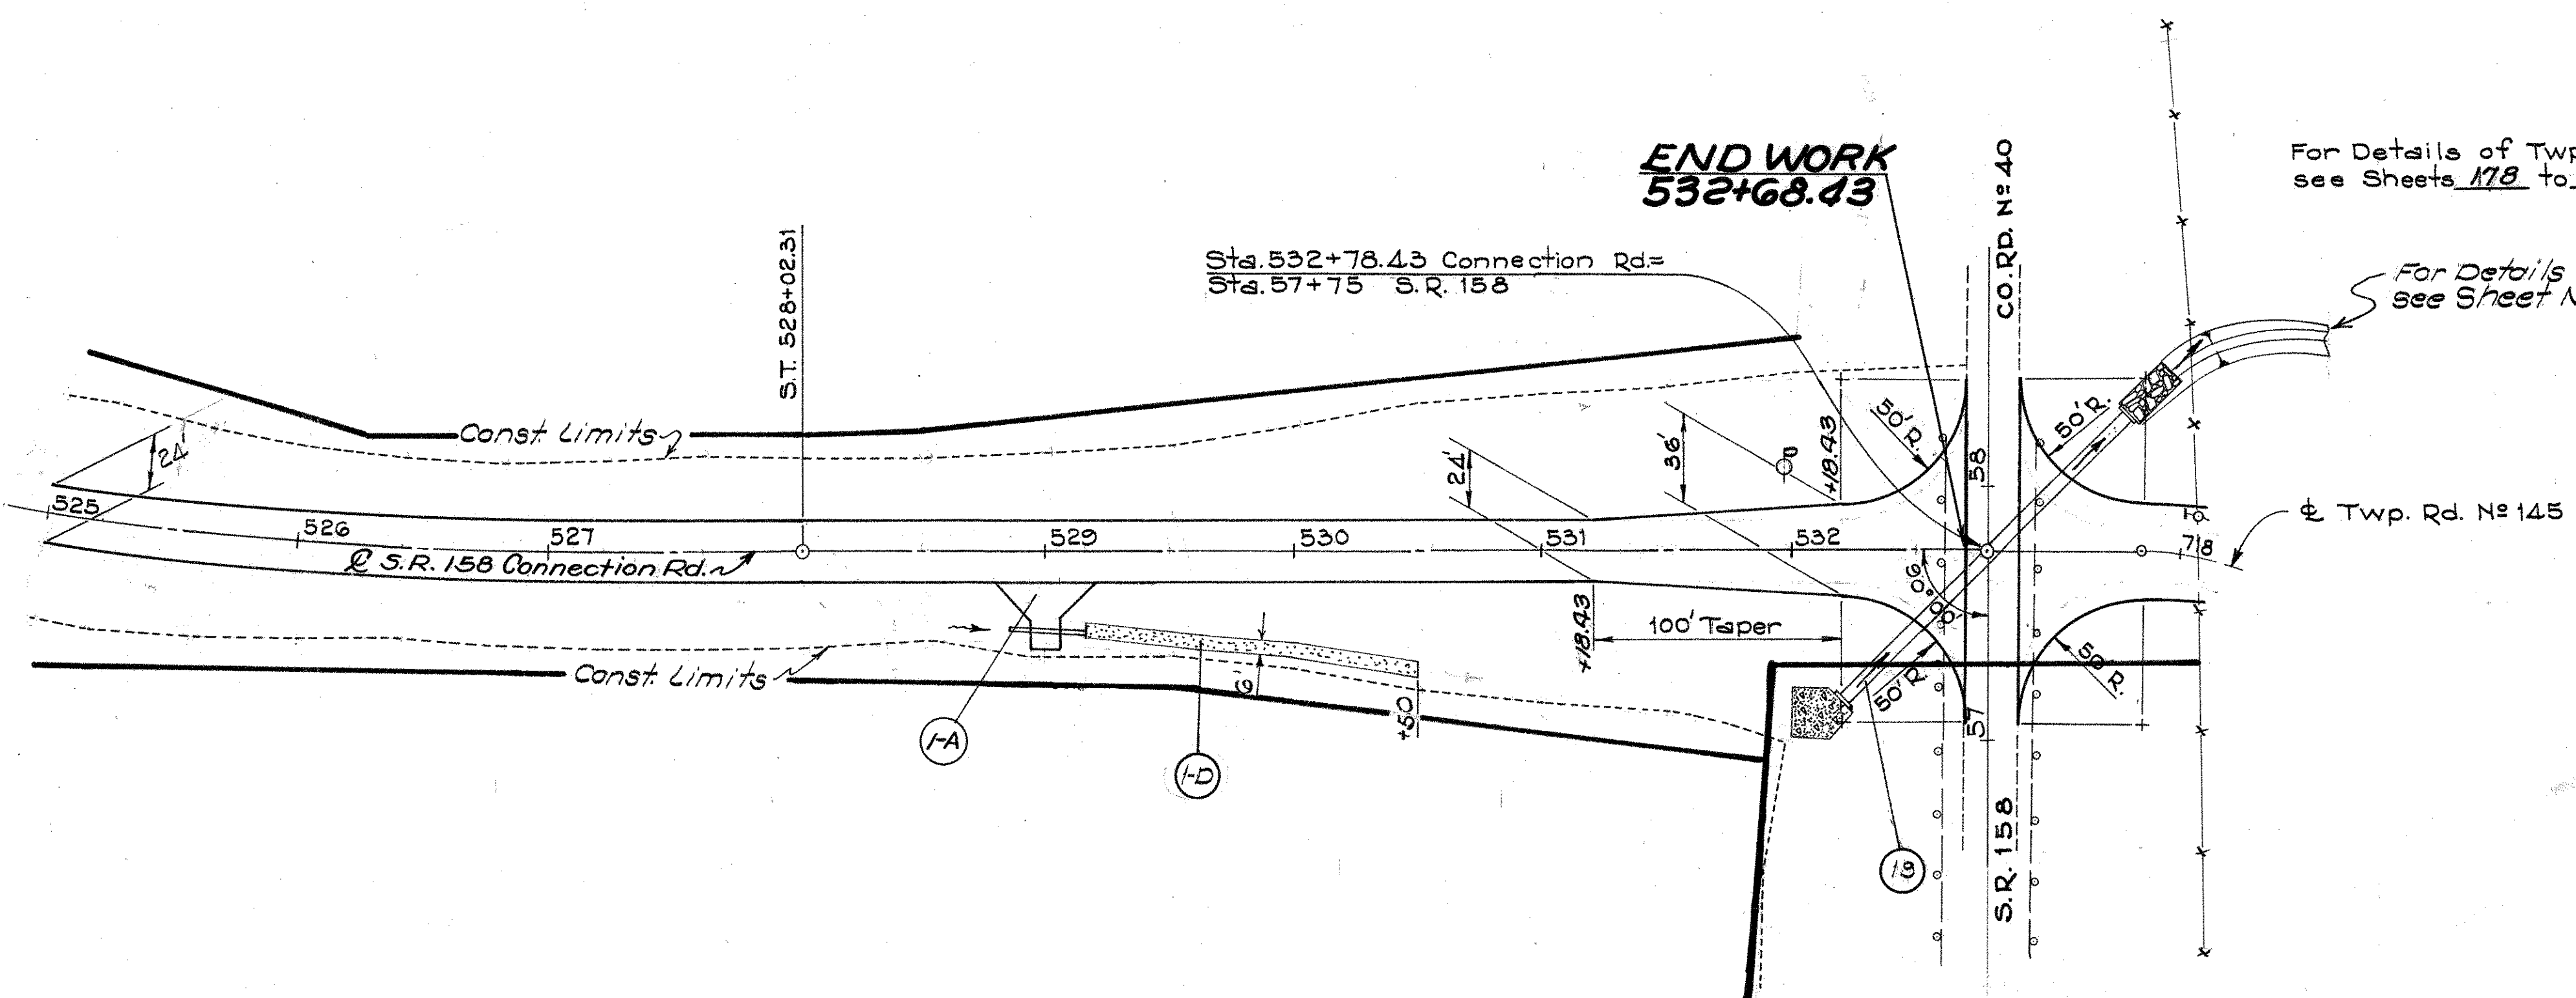 For Details of Twp
see Sheets 178 to
END WORK
532+68.43
CO. RD. Nº 40
Sta. 532+78.43 Connection Rd.=
Sta. 57+75 S.R. 158
S.T. 528+02.31
For Details
see Sheet N
Const. Limits
24'
24'
36'
+18.43
50' R.
50' R.
58
525
526
527
529
530
531
532
718
℄ Twp. Rd. Nº 145
℄ S.R. 158 Connection Rd.
90°00'
+18.43
100' Taper
Const. Limits
6'
50' R.
50' R.
+50
57
1-A
1-D
S.R. 158